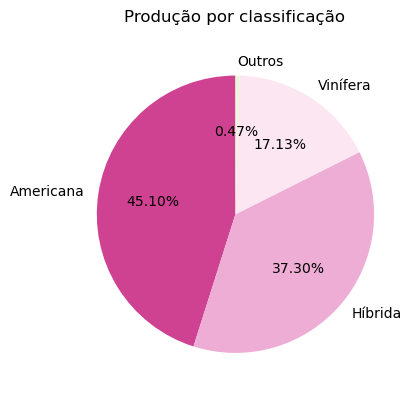 Produção por classificação
Outros
Vinífera
0.47%
17.13%
Americana
45.10%
37.30%
Híbrida